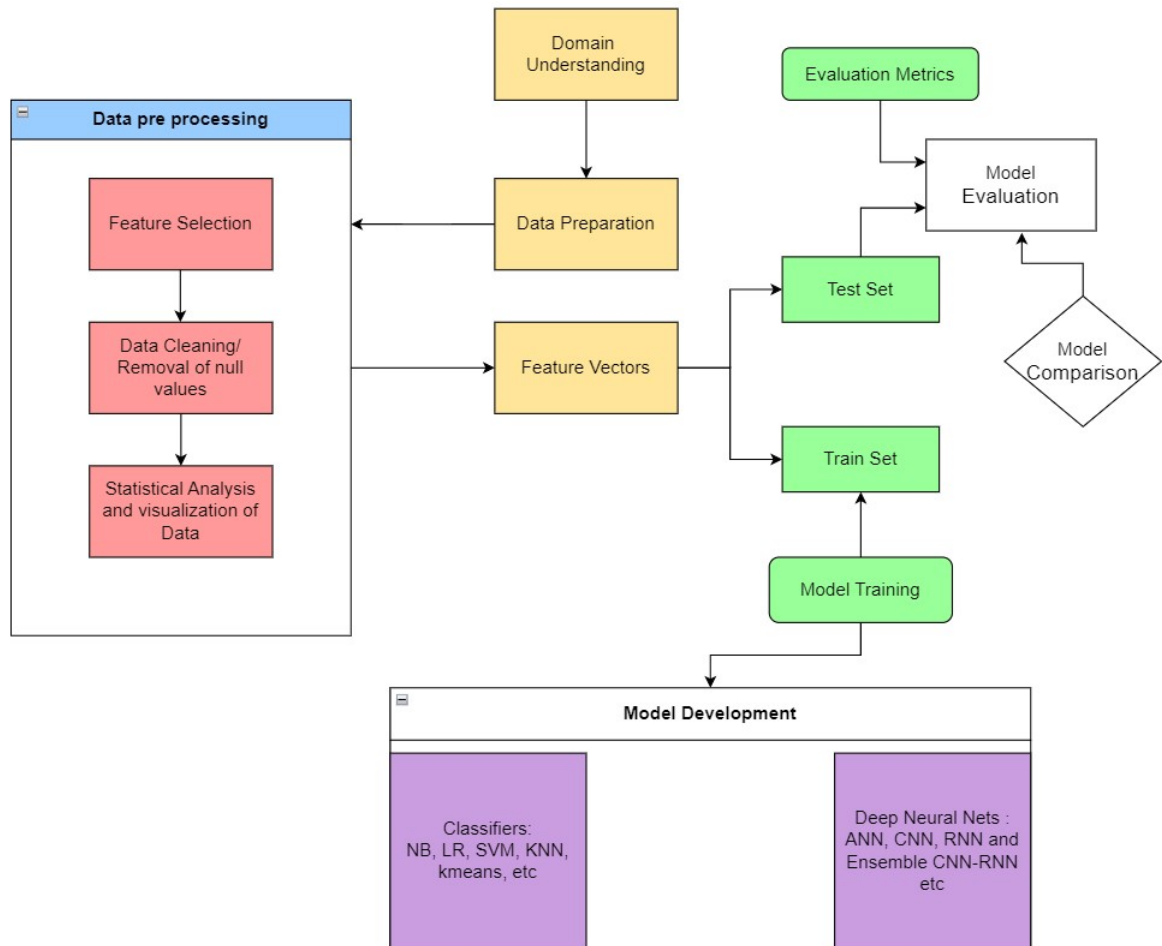 Domain
Understanding
Evaluation Metrics
Data pre processing
Model
Evaluation
Feature Selection
Data Preparation
Test Set
Data Cleaning/
Removal of null
values
Feature Vectors
Model
Comparison
Train Set
Statistical Analysis
and visualization of
Data
Model Training
Model Development
Classifiers:
NB, LR, SVM, KNN,
kmeans, etc
Deep Neural Nets :
ANN, CNN, RNN and
Ensemble CNN-RNN
etc